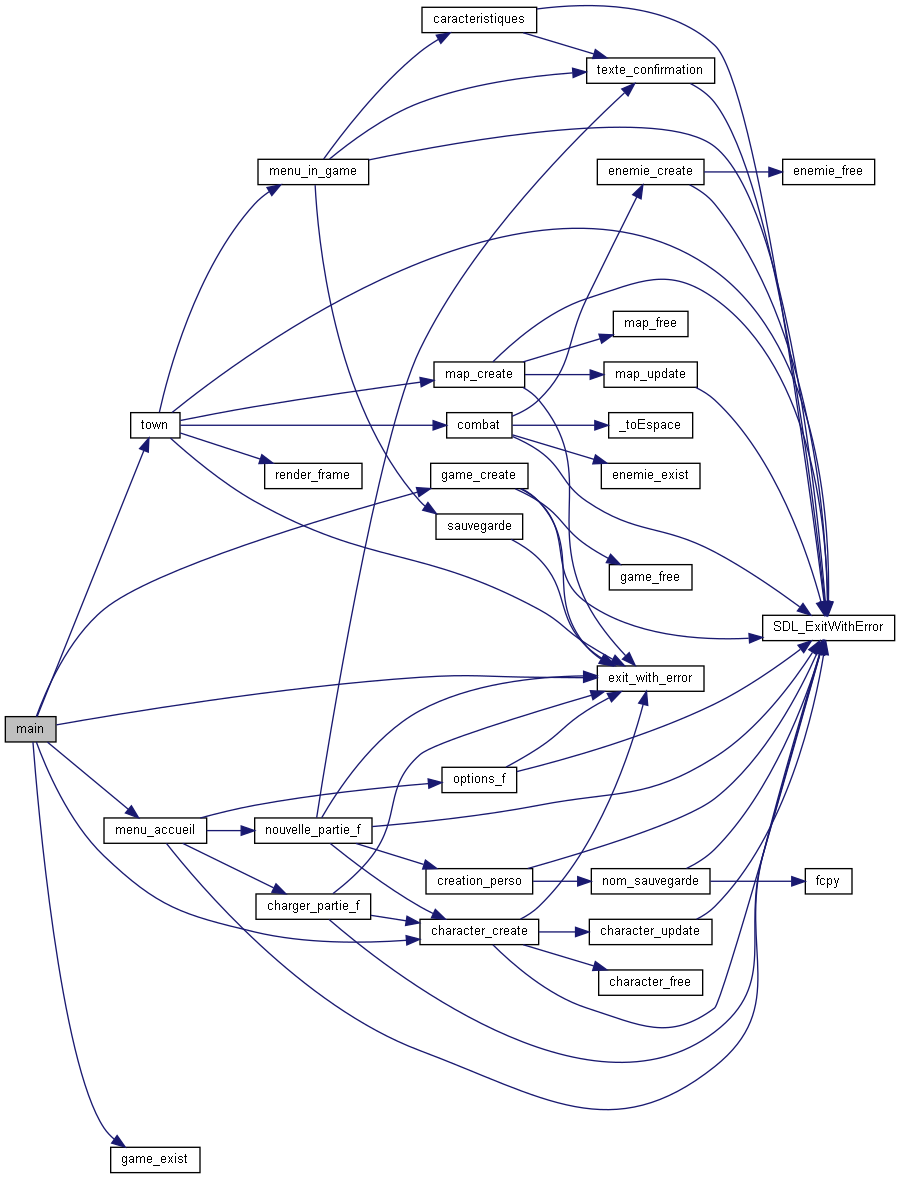 caracteristiques
texte_confirmation
menu_in_game
enemie_create
enemie_free
map_free
map_create
map_update
town
combat
_toEspace
render_frame
game_create
enemie_exist
sauvegarde
game_free
SDL_ExitWithError
exit_with_error
main
options_f
menu_accueil
nouvelle_partie_f
creation_perso
nom_sauvegarde
fcpy
charger_partie_f
character_create
character_update
character_free
game_exist